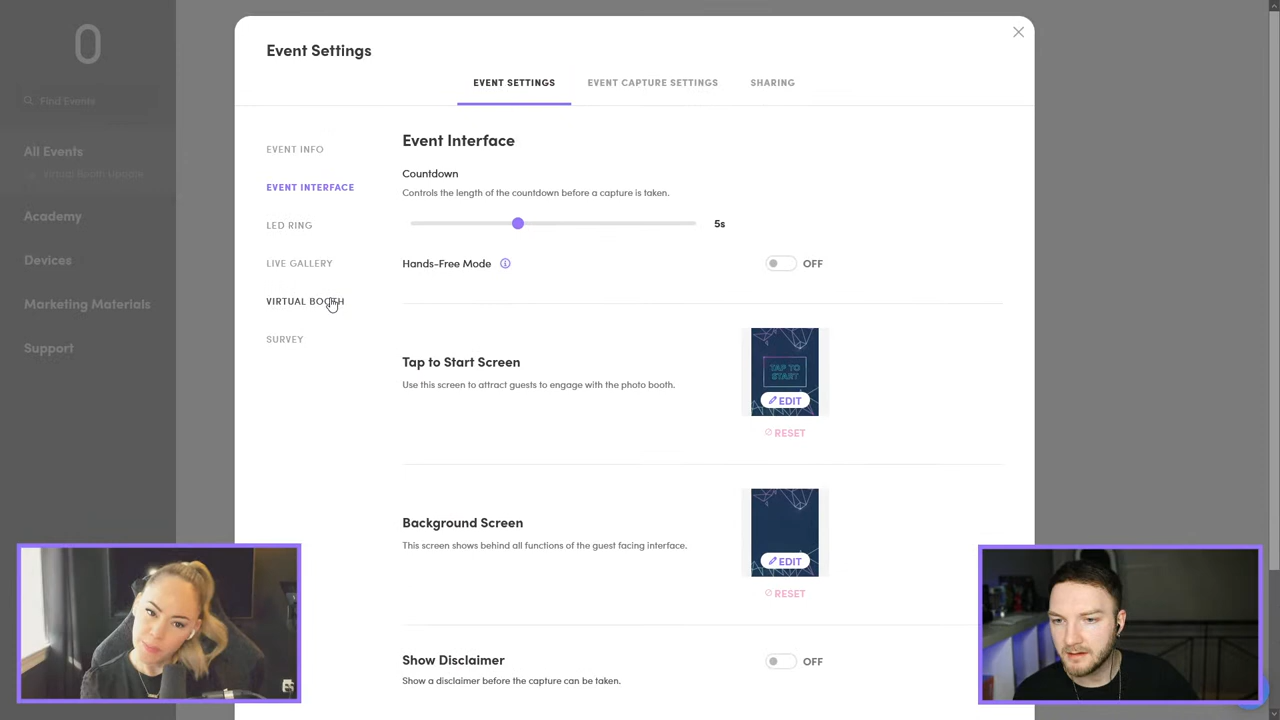 Event Settings
EVENT SETTINGS
EVENT CAPTURE SETTINGS
SHARING
Find Events
All Events
Virtual Booth Update
Academy
Devices
Marketing Materials
Support
EVENT INFO
EVENT INTERFACE
LED RING
LIVE GALLERY
VIRTUAL BOOTH
SURVEY
Event Interface
Countdown
Controls the length of the countdown before a capture is taken.
5s
Hands-Free Mode
OFF
Tap to Start Screen
Use this screen to attract guests to engage with the photo booth.
TAP TO
START
EDIT
RESET
Background Screen
This screen shows behind all functions of the guest facing interface.
EDIT
RESET
Show Disclaimer
Show a disclaimer before the capture can be taken.
OFF